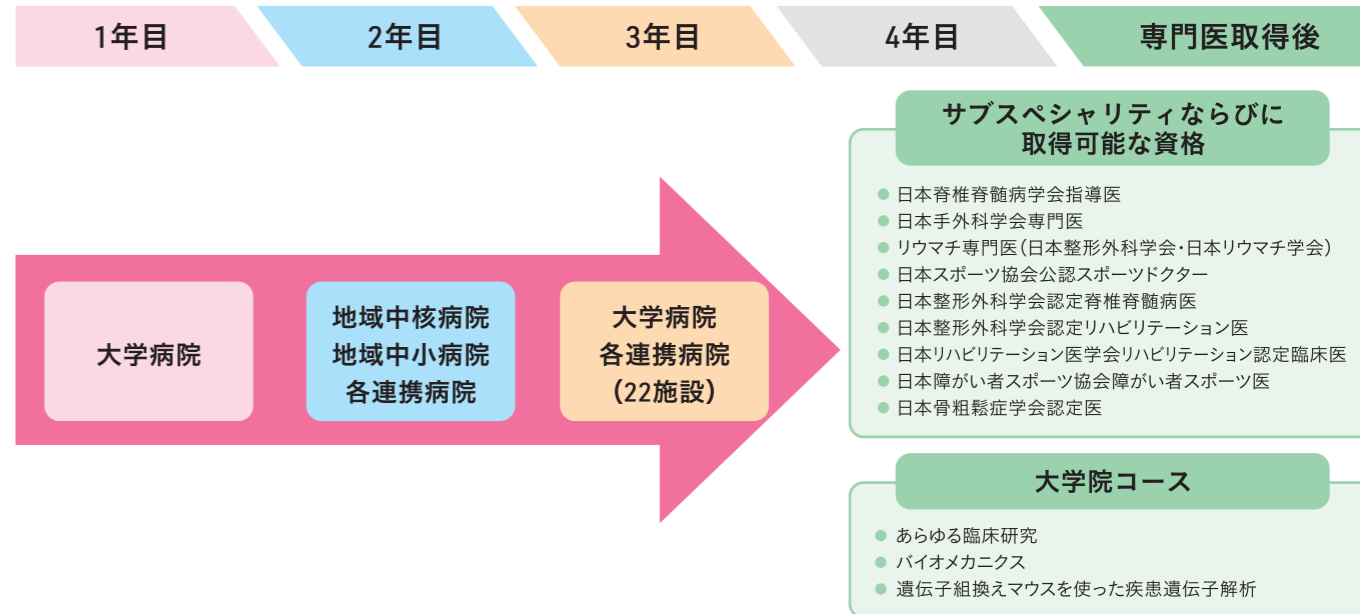 1年目
2年目
3年目
4年目
専門医取得後
大学病院
地域中核病院
地域中小病院
各連携病院
大学病院
各連携病院
(22施設)
サブスペシャリティならびに
取得可能な資格
● 日本脊椎脊髄病学会指導医
● 日本手外科学会専門医
● リウマチ専門医(日本整形外科学会・日本リウマチ学会)
● 日本スポーツ協会公認スポーツドクター
● 日本整形外科学会認定脊椎脊髄病医
● 日本整形外科学会認定リハビリテーション医
● 日本リハビリテーション医学会リハビリテーション認定臨床医
● 日本障がい者スポーツ協会障がい者スポーツ医
● 日本骨粗鬆症学会認定医
大学院コース
● あらゆる臨床研究
● バイオメカニクス
● 遺伝子組換えマウスを使った疾患遺伝子解析